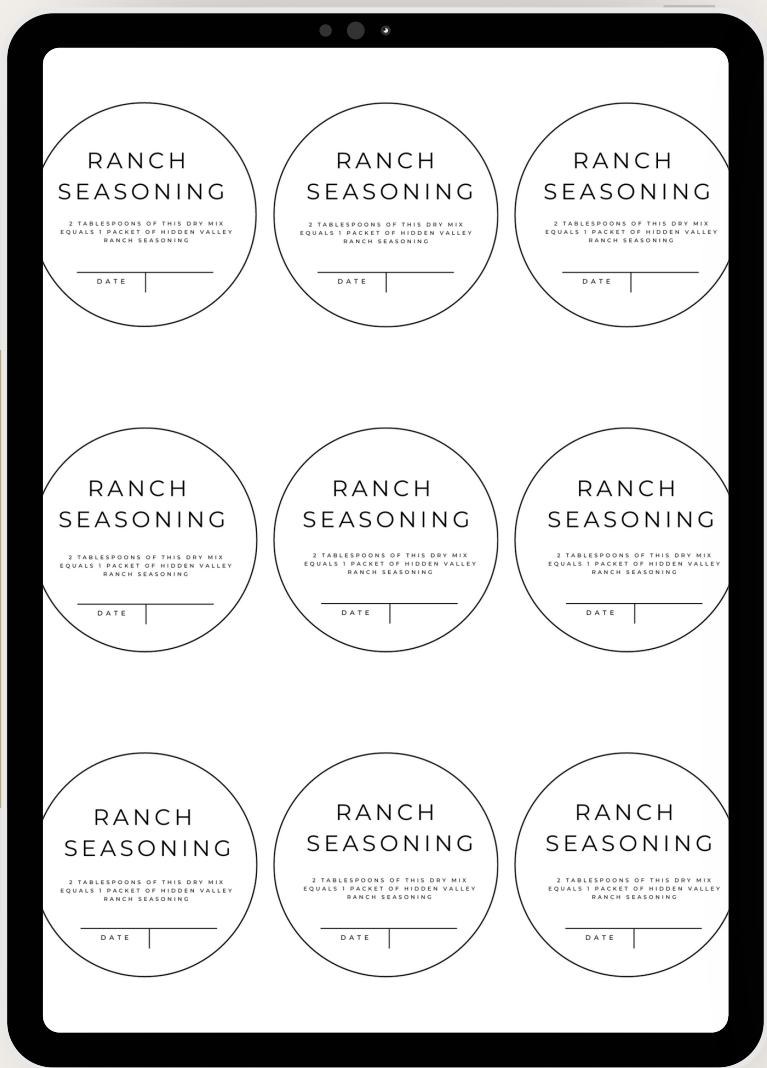 RANCH
SEASONING
2 TABLESPOONS OF THIS DRY MIX
EQUALS 1 PACKET OF HIDDEN VALLEY
RANCH SEASONING
DATE
RANCH
SEASONING
2 TABLESPOONS OF THIS DRY MIX
EQUALS 1 PACKET OF HIDDEN VALLEY
RANCH SEASONING
DATE
RANCH
SEASONING
2 TABLESPOONS OF THIS DRY MIX
EQUALS 1 PACKET OF HIDDEN VALLEY
RANCH SEASONING
DATE
RANCH
SEASONING
2 TABLESPOONS OF THIS DRY MIX
EQUALS 1 PACKET OF HIDDEN VALLEY
RANCH SEASONING
DATE
RANCH
SEASONING
2 TABLESPOONS OF THIS DRY MIX
EQUALS 1 PACKET OF HIDDEN VALLEY
RANCH SEASONING
DATE
RANCH
SEASONING
2 TABLESPOONS OF THIS DRY MIX
EQUALS 1 PACKET OF HIDDEN VALLEY
RANCH SEASONING
DATE
RANCH
SEASONING
2 TABLESPOONS OF THIS DRY MIX
EQUALS 1 PACKET OF HIDDEN VALLEY
RANCH SEASONING
DATE
RANCH
SEASONING
2 TABLESPOONS OF THIS DRY MIX
EQUALS 1 PACKET OF HIDDEN VALLEY
RANCH SEASONING
DATE
RANCH
SEASONING
2 TABLESPOONS OF THIS DRY MIX
EQUALS 1 PACKET OF HIDDEN VALLEY
RANCH SEASONING
DATE